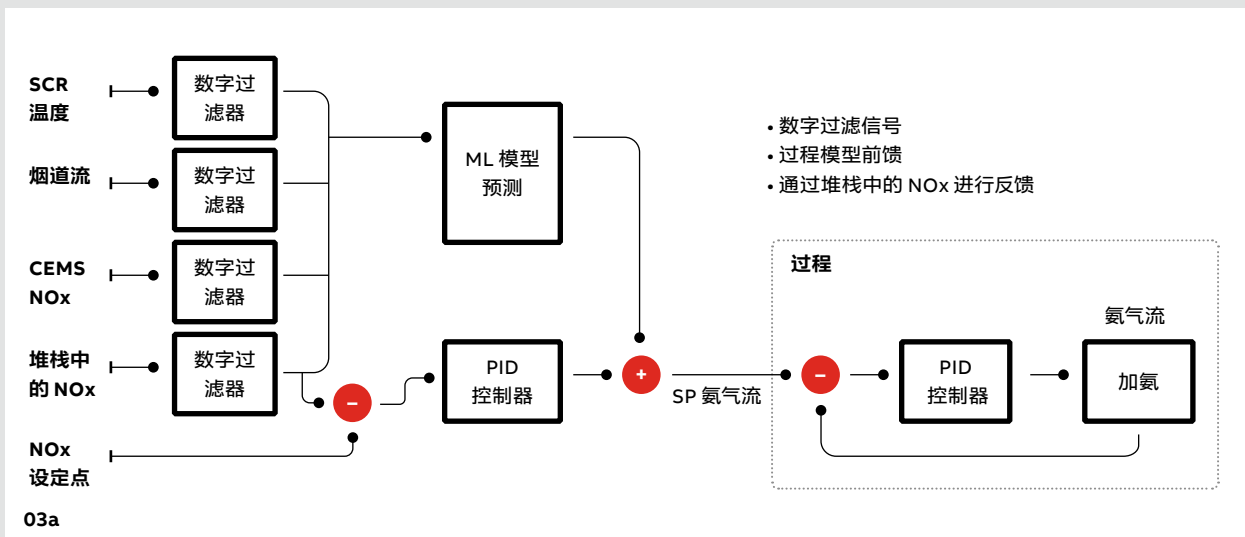 SCR
温度
数字过
滤器
烟道流
数字过
滤器
CEMS
NOx
数字过
滤器
堆栈中
的 NOx
数字过
滤器
NOx
设定点
ML 模型
预测
PID
控制器
–
+
SP 氨气流
• 数字过滤信号
• 过程模型前馈
• 通过堆栈中的 NOx 进行反馈
过程
–
PID
控制器
氨气流
加氨
03a